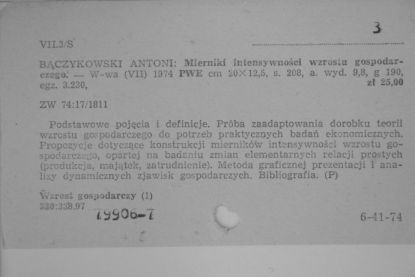 3
VII.3/S
BĄCZYKOWSKI ANTONI: Mierniki intensywności wzrostu gospodar-
czego. — W-wa (VII) 1974 PWE cm 20×12,5, s. 208, a. wyd. 9,8, g 190,
egz. 3.230, zł 25,00
ZW 74:17/1811
Podstawowe pojęcia i definicje. Próba zaadaptowania dorobku teorii
wzrostu gospodarczego do potrzeb praktycznych badań ekonomicznych.
Propozycje dotyczące konstrukcji mierników intensywności wzrostu go-
spodarczego, opartej na badaniu zmian elementarnych relacji prostych
(produkcja, majątek, zatrudnienie). Metoda graficznej prezentacji i ana-
lizy dynamicznych zjawisk gospodarczych. Bibliografia. (P)
Wzrost gospodarczy (1)
330:338.97
19906-I
6-41-74